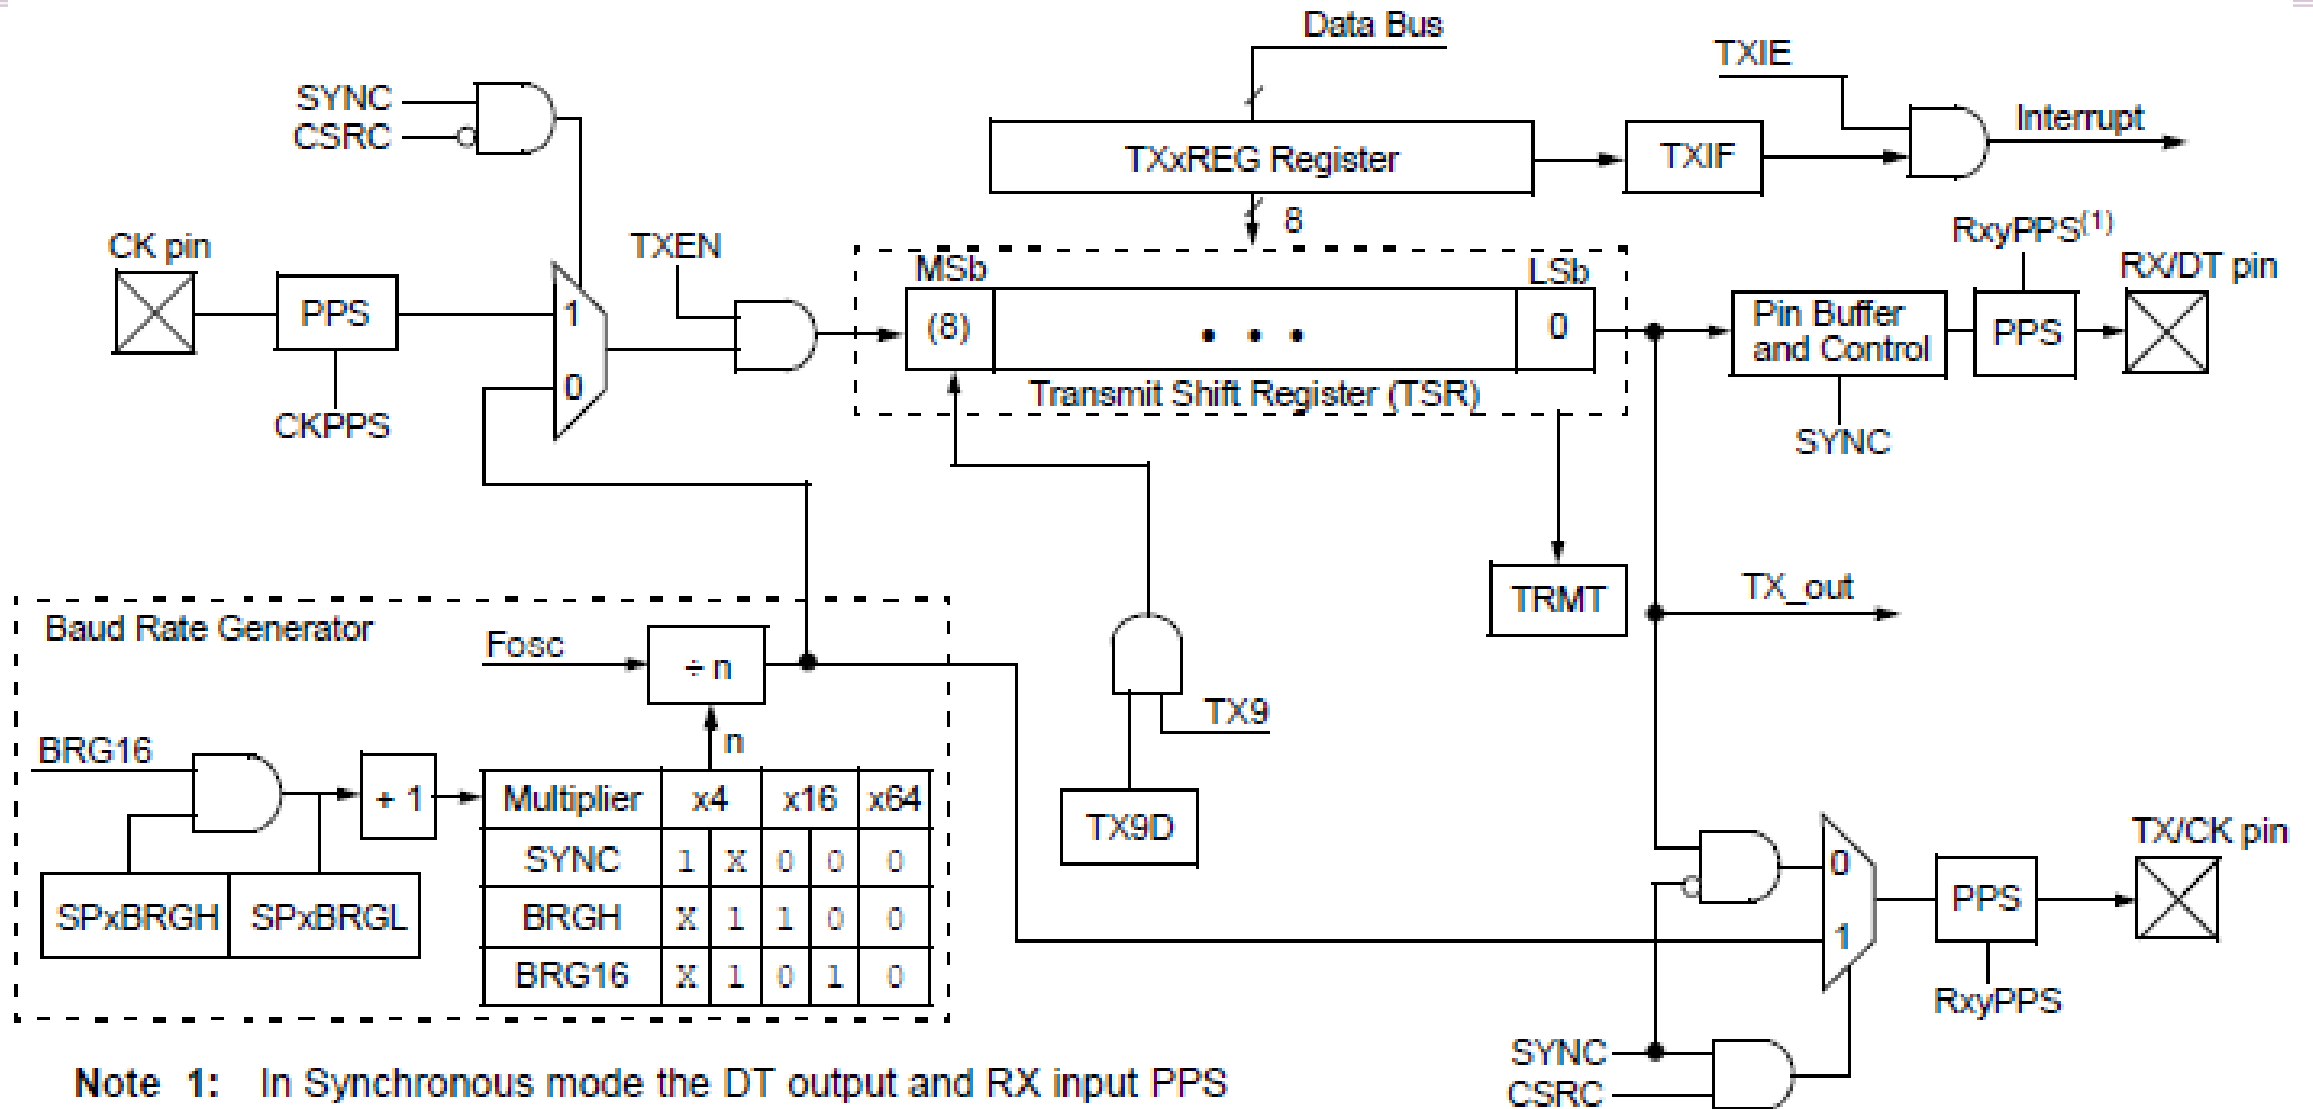 Data Bus
TXIE
SYNC
CSRC
Interrupt
TXxREG Register
TXIF
8
CK pin
TXEN
RxyPPS(1)
MSb
LSb
RX/DT pin
PPS
1
(8)
• • •
0
Pin Buffer
and Control
PPS
0
Transmit Shift Register (TSR)
CKPPS
SYNC
TRMT
TX_out
Baud Rate Generator
Fosc
÷ n
TX9
n
BRG16
+ 1
Multiplier x4 x16 x64
SYNC 1 X 0 0 0
BRGH X 1 1 0 0
BRG16 X 1 0 1 0
SPxBRGH SPxBRGL
TX9D
TX/CK pin
0
PPS
1
RxyPPS
SYNC
CSRC
Note 1: In Synchronous mode the DT output and RX input PPS